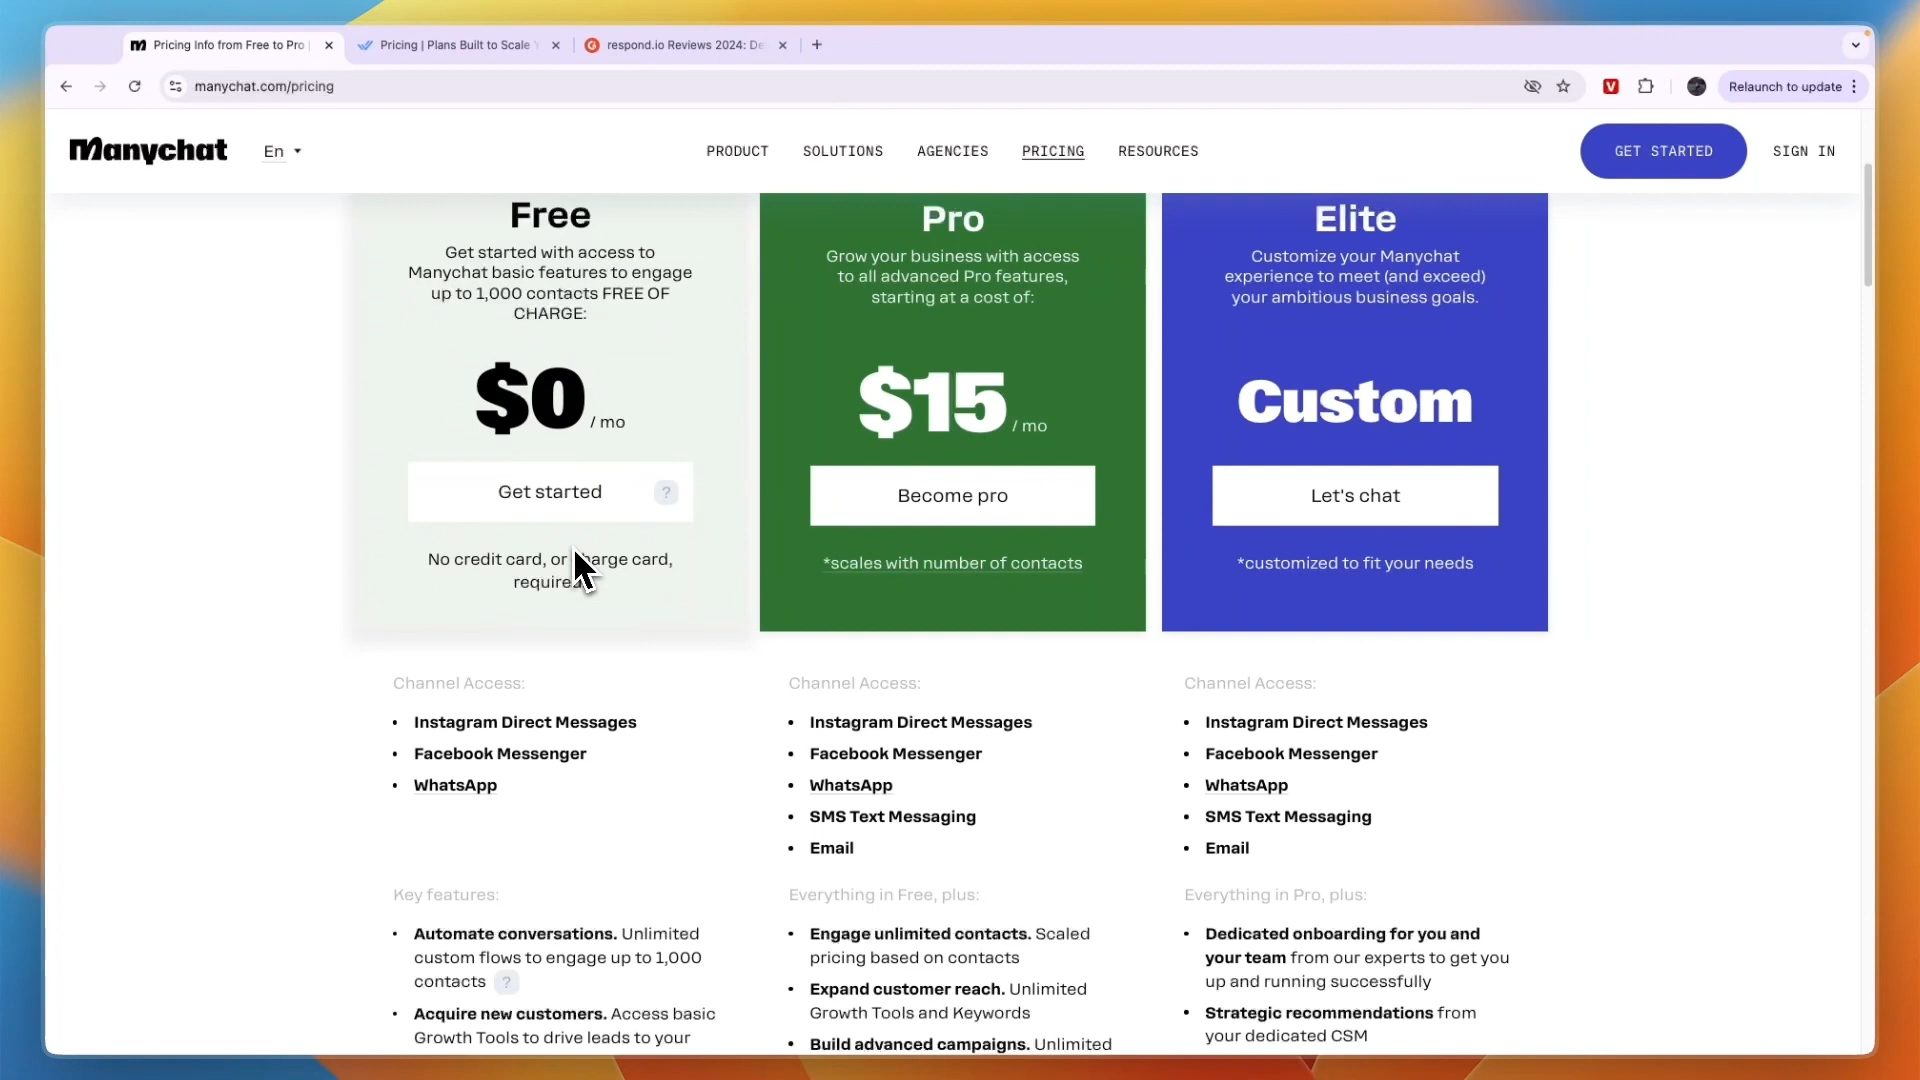 Pricing Info from Free to Pro
Pricing | Plans Built to Scale
respond.io Reviews 2024: De
manychat.com/pricing
Relaunch to update
Manychat
En
PRODUCT
SOLUTIONS
AGENCIES
PRICING
RESOURCES
GET STARTED
SIGN IN
Free
Get started with access to
Manychat basic features to engage
up to 1,000 contacts FREE OF
CHARGE:
$0 / mo
Get started ?
No credit card, or charge card,
required
Pro
Grow your business with access
to all advanced Pro features,
starting at a cost of:
$15 / mo
Become pro
*scales with number of contacts
Elite
Customize your Manychat
experience to meet (and exceed)
your ambitious business goals.
Custom
Let's chat
*customized to fit your needs
Channel Access:
• Instagram Direct Messages
• Facebook Messenger
• WhatsApp
Key features:
• Automate conversations. Unlimited
custom flows to engage up to 1,000
contacts ?
• Acquire new customers. Access basic
Growth Tools to drive leads to your
Channel Access:
• Instagram Direct Messages
• Facebook Messenger
• WhatsApp
• SMS Text Messaging
• Email
Everything in Free, plus:
• Engage unlimited contacts. Scaled
pricing based on contacts
• Expand customer reach. Unlimited
Growth Tools and Keywords
• Build advanced campaigns. Unlimited
Channel Access:
• Instagram Direct Messages
• Facebook Messenger
• WhatsApp
• SMS Text Messaging
• Email
Everything in Pro, plus:
• Dedicated onboarding for you and
your team from our experts to get you
up and running successfully
• Strategic recommendations from
your dedicated CSM